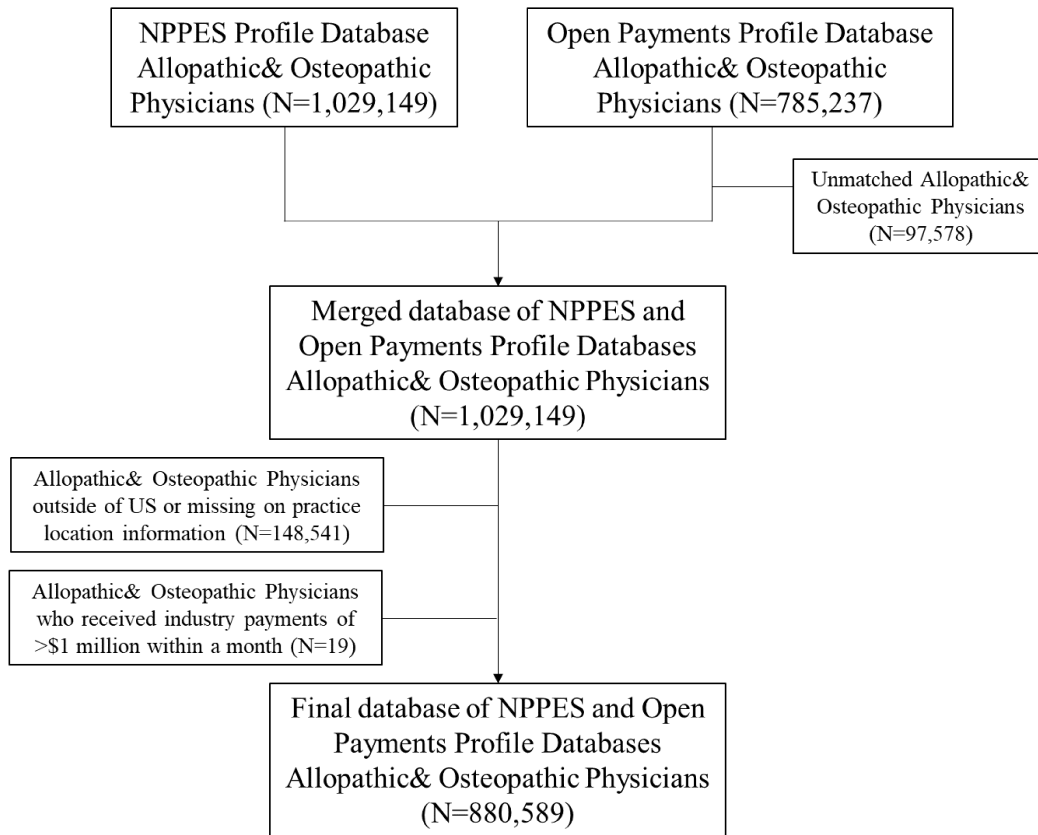 NPPES Profile Database
Allopathic& Osteopathic
Physicians (N=1,029,149)
Open Payments Profile Database
Allopathic& Osteopathic
Physicians (N=785,237)
Unmatched Allopathic&
Osteopathic Physicians
(N=97,578)
Merged database of NPPES and
Open Payments Profile Databases
Allopathic& Osteopathic Physicians
(N=1,029,149)
Allopathic& Osteopathic Physicians
outside of US or missing on practice
location information (N=148,541)
Allopathic& Osteopathic Physicians
who received industry payments of
>$1 million within a month (N=19)
Final database of NPPES and Open
Payments Profile Databases
Allopathic& Osteopathic Physicians
(N=880,589)